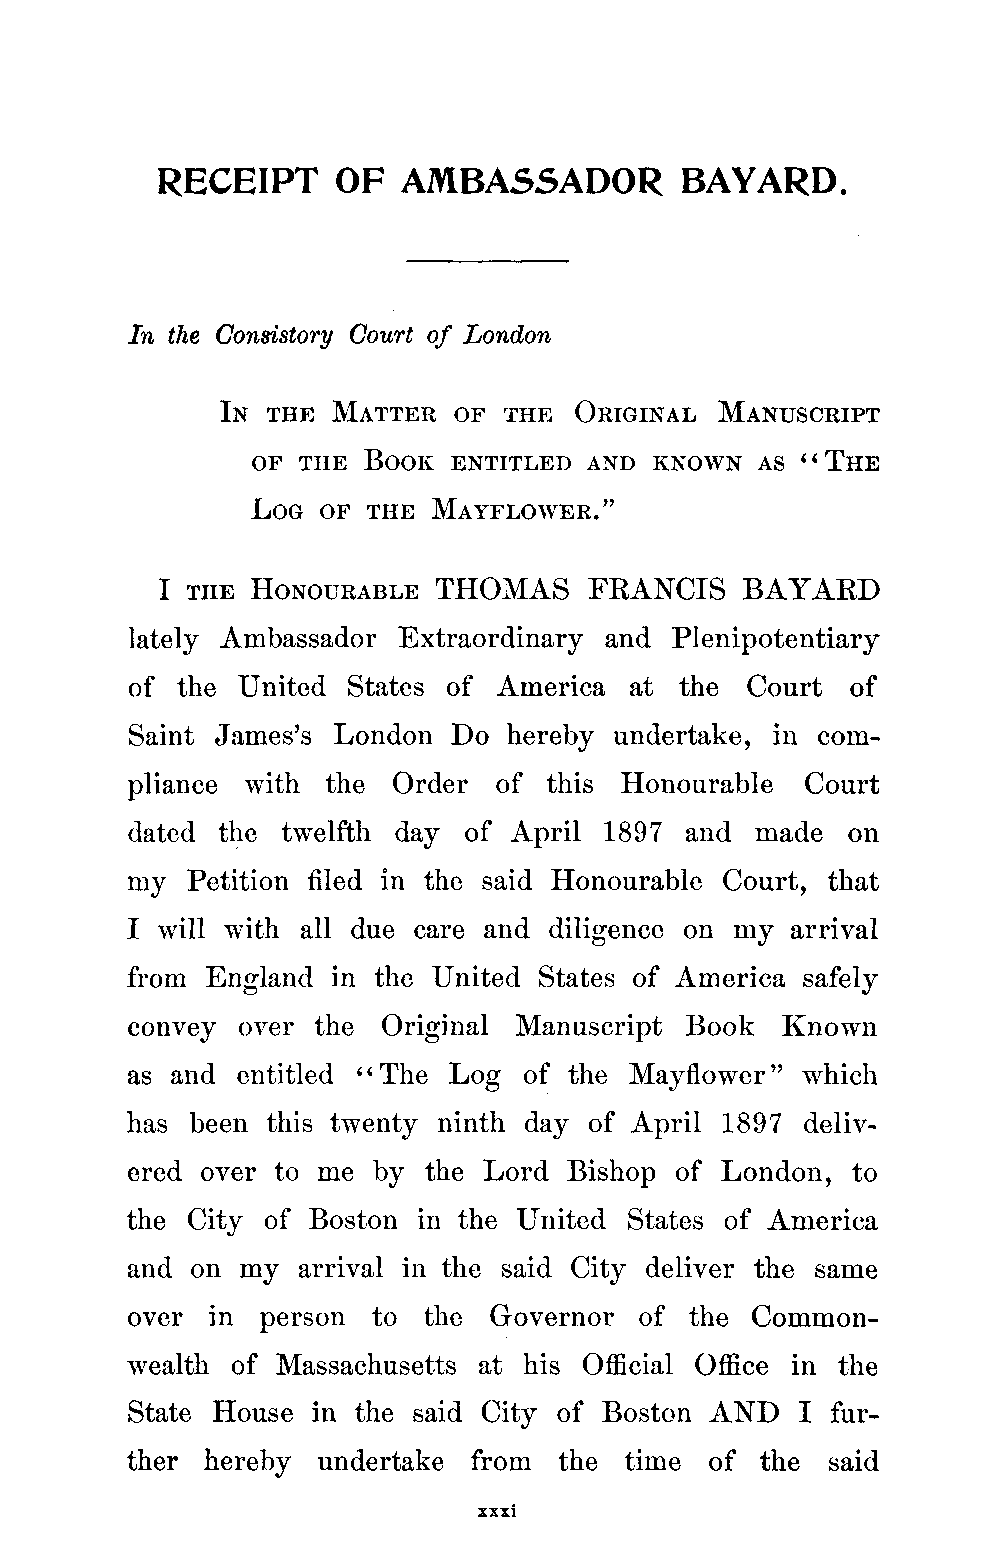 RECEIPT OF AMBASSADOR BAYARD.
In the Consistory Court of London
IN THE MATTER OF THE ORIGINAL MANUSCRIPT
OF THE BOOK ENTITLED AND KNOWN AS "THE
LOG OF THE MAYFLOWER."
I THE HONOURABLE THOMAS FRANCIS BAYARD
lately Ambassador Extraordinary and Plenipotentiary
of the United States of America at the Court of
Saint James's London Do hereby undertake, in com-
pliance with the Order of this Honourable Court
dated the twelfth day of April 1897 and made on
my Petition filed in the said Honourable Court, that
I will with all due care and diligence on my arrival
from England in the United States of America safely
convey over the Original Manuscript Book Known
as and entitled "The Log of the Mayflower" which
has been this twenty ninth day of April 1897 deliv-
ered over to me by the Lord Bishop of London, to
the City of Boston in the United States of America
and on my arrival in the said City deliver the same
over in person to the Governor of the Common-
wealth of Massachusetts at his Official Office in the
State House in the said City of Boston AND I fur-
ther hereby undertake from the time of the said
xxxi